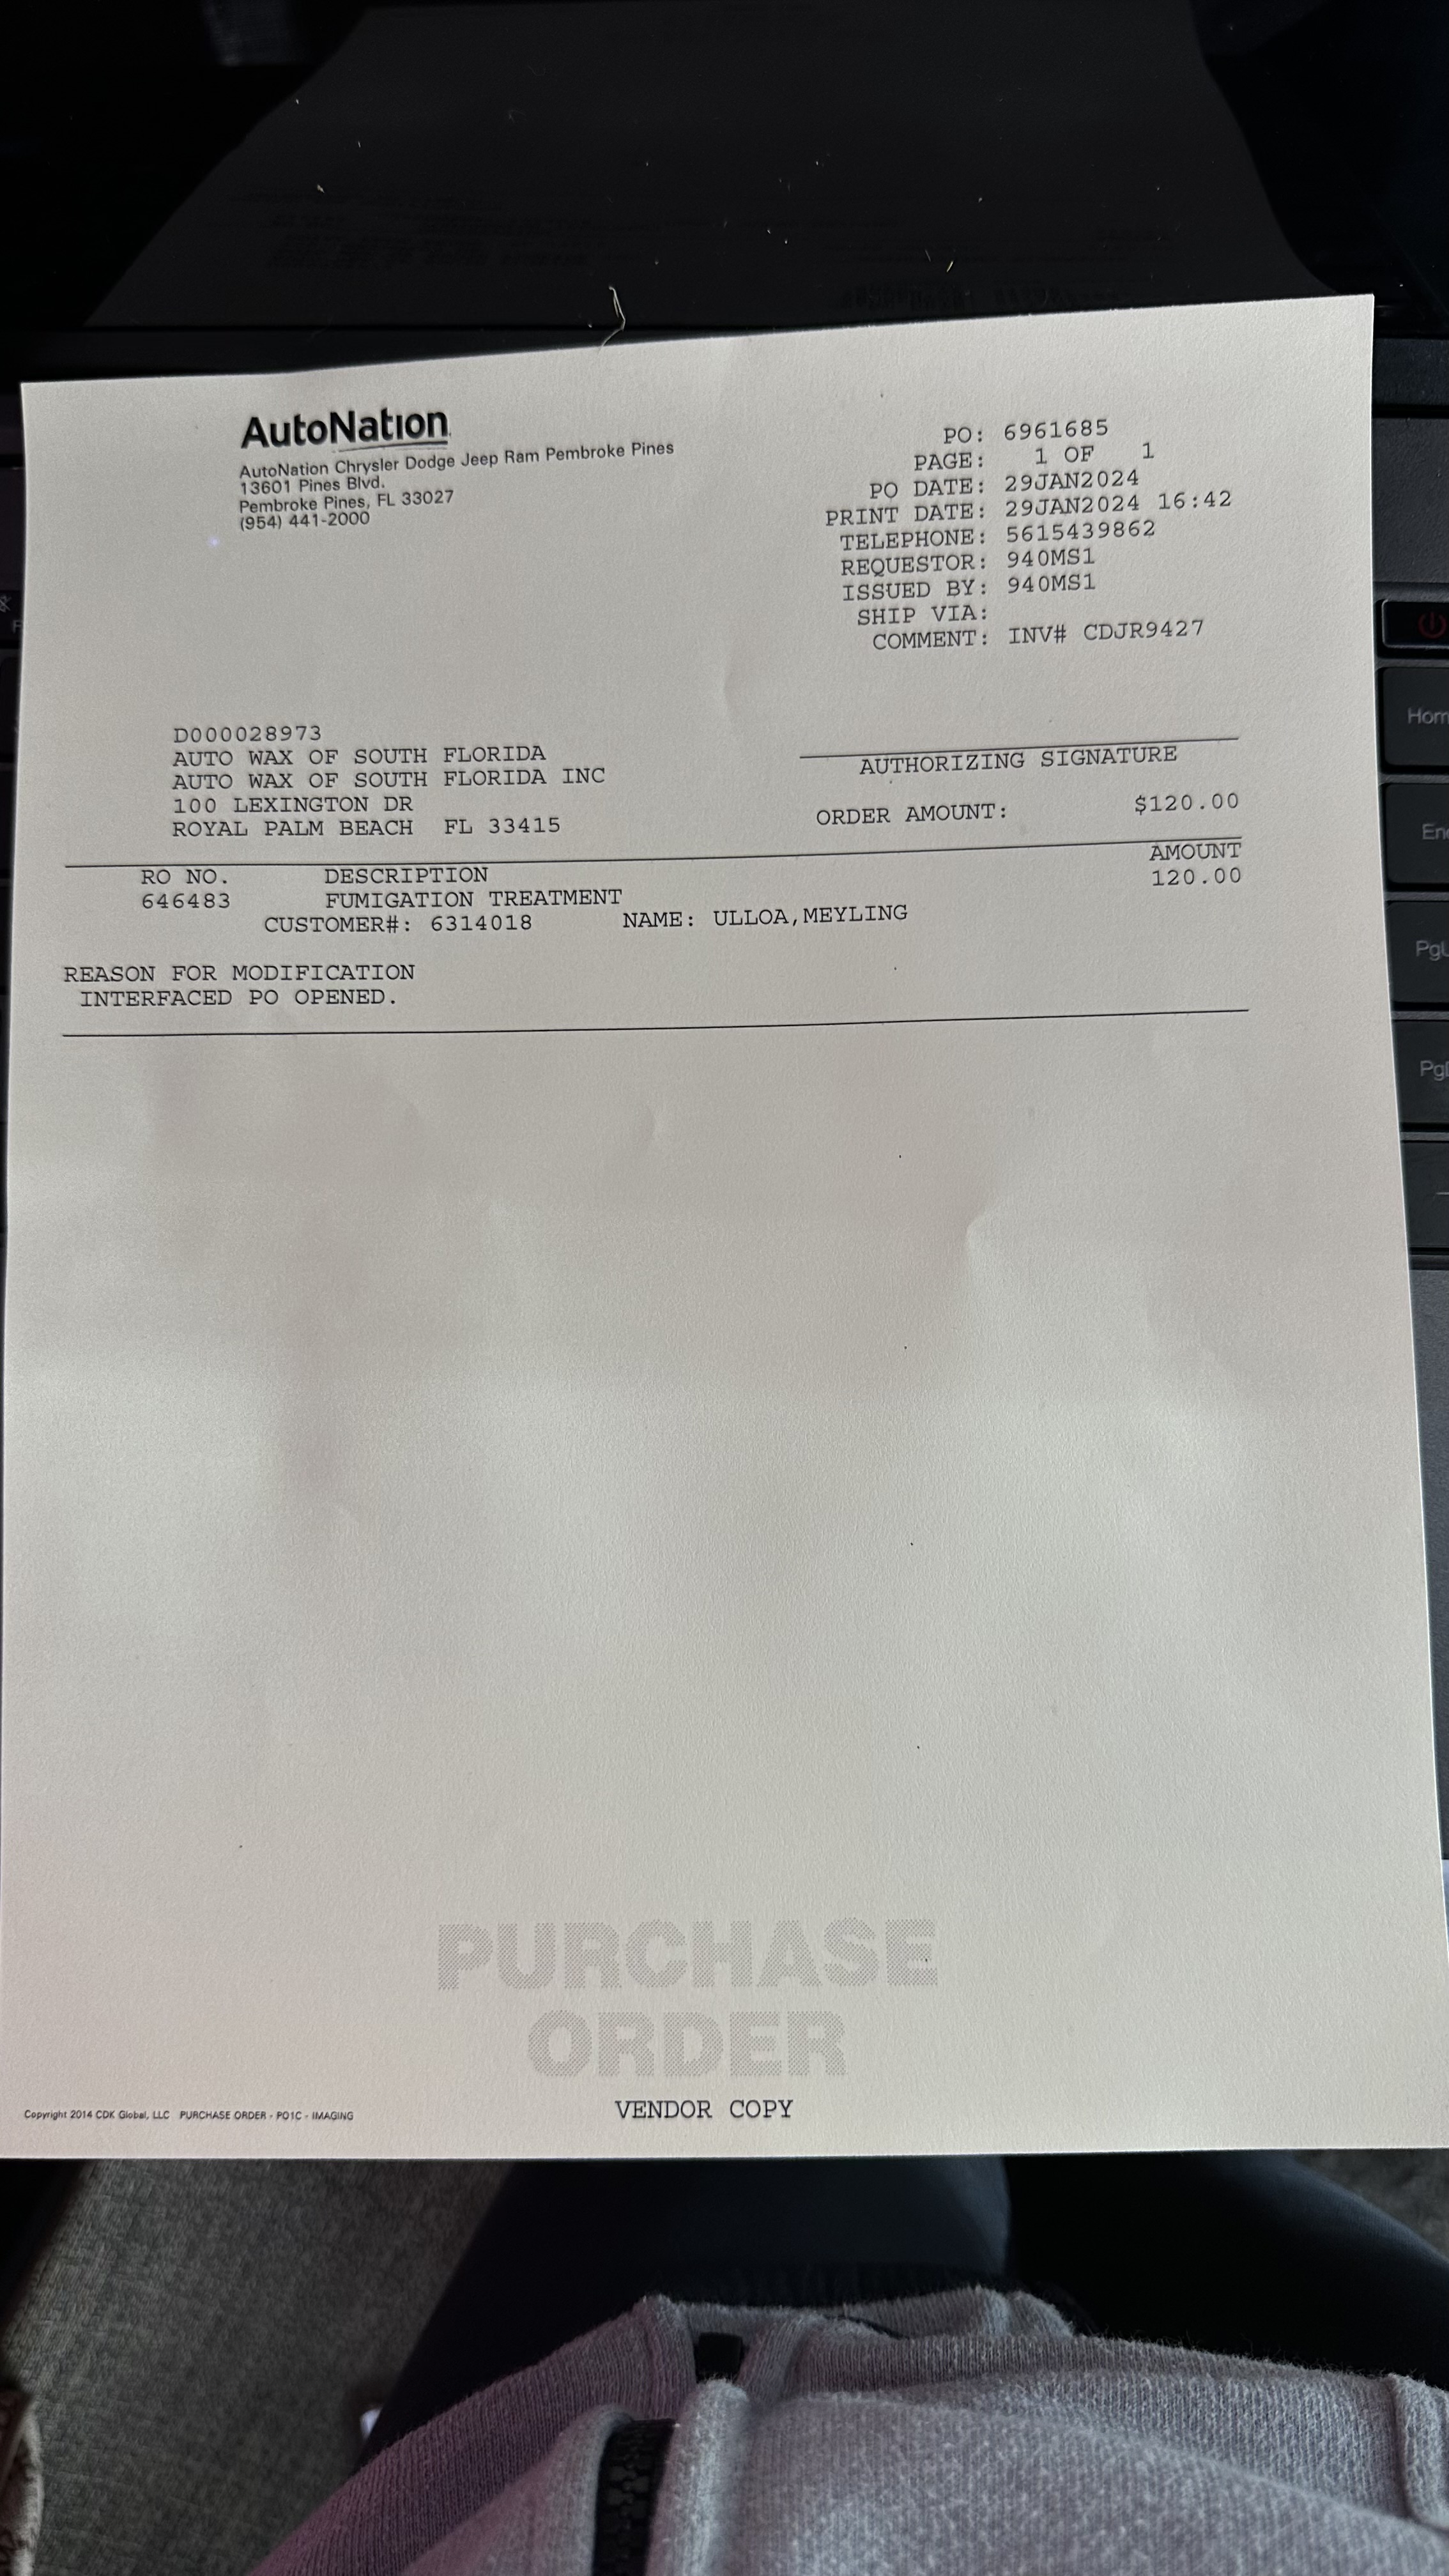 AutoNation
AutoNation Chrysler Dodge Jeep Ram Pembroke Pines
13601 Pines Blvd.
Pembroke Pines, FL 33027
(954) 441-2000
PO: 6961685
PAGE: 1 OF 1
PO DATE: 29JAN2024
PRINT DATE: 29JAN2024 16:42
TELEPHONE: 5615439862
REQUESTOR: 940MS1
ISSUED BY: 940MS1
SHIP VIA:
COMMENT: INV# CDJR9427
D000028973
AUTO WAX OF SOUTH FLORIDA
AUTO WAX OF SOUTH FLORIDA INC
100 LEXINGTON DR
ROYAL PALM BEACH FL 33415
AUTHORIZING SIGNATURE
ORDER AMOUNT: $120.00
RO NO. DESCRIPTION AMOUNT
646483 FUMIGATION TREATMENT 120.00
CUSTOMER#: 6314018 NAME: ULLOA,MEYLING
REASON FOR MODIFICATION
INTERFACED PO OPENED.
PURCHASE
ORDER
VENDOR COPY
Copyright 2014 CDK Global, LLC PURCHASE ORDER - PO1C - IMAGING
Hom
En
PgU